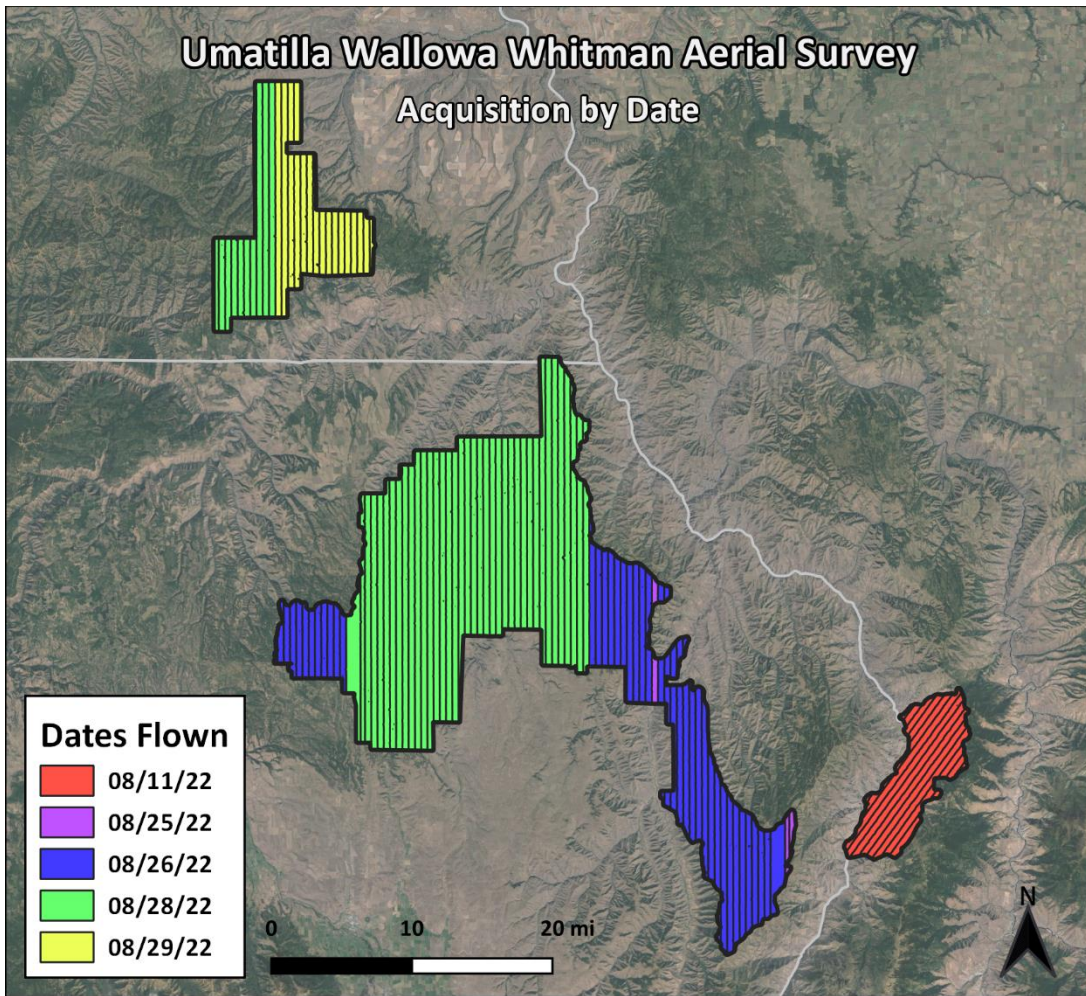 Umatilla Wallowa Whitman Aerial Survey
Acquisition by Date
Dates Flown
08/11/22
08/25/22
08/26/22
08/28/22
08/29/22
0 10 20 mi
N